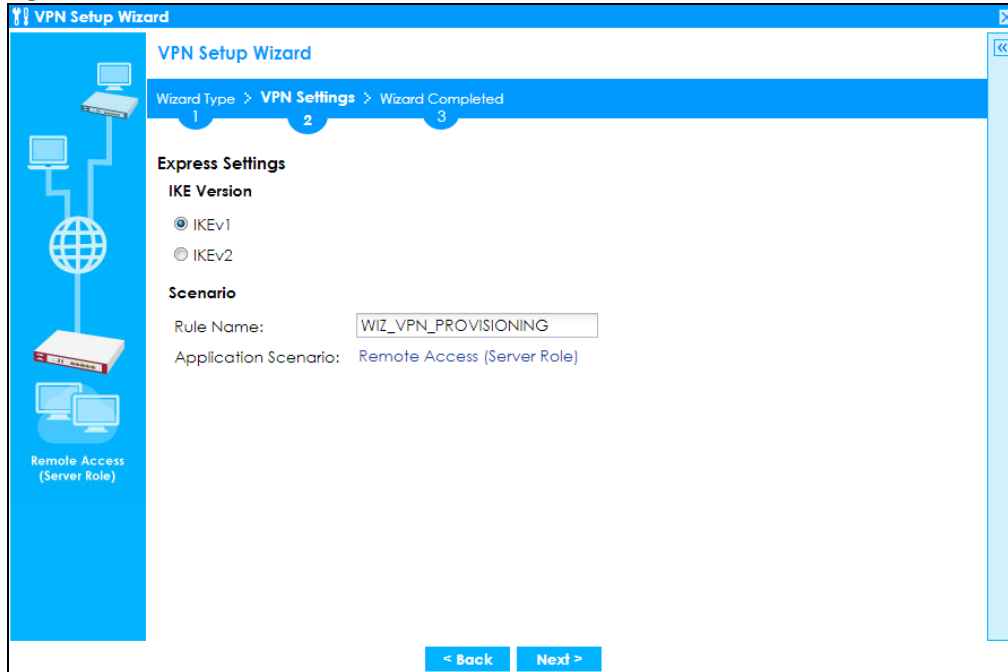 VPN Setup Wizard
VPN Setup Wizard
Wizard Type > VPN Settings > Wizard Completed
1 2 3
Express Settings
IKE Version
IKEv1
IKEv2
Scenario
Rule Name: WIZ_VPN_PROVISIONING
Application Scenario: Remote Access (Server Role)
Remote Access
(Server Role)
< Back Next >